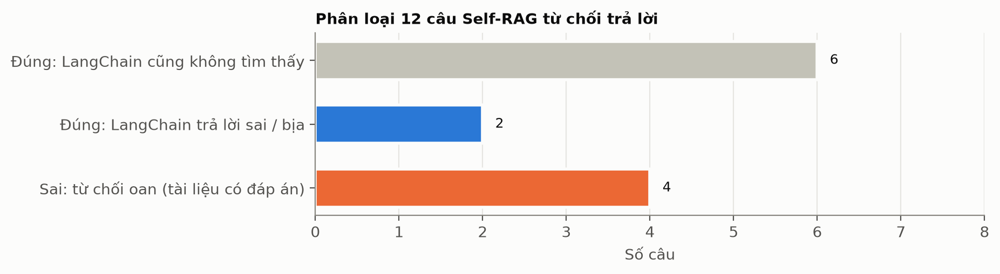 Phân loại 12 câu Self-RAG từ chối trả lời
Đúng: LangChain cũng không tìm thấy
6
Đúng: LangChain trả lời sai / bịa
2
Sai: từ chối oan (tài liệu có đáp án)
4
0 1 2 3 4 5 6 7 8
Số câu